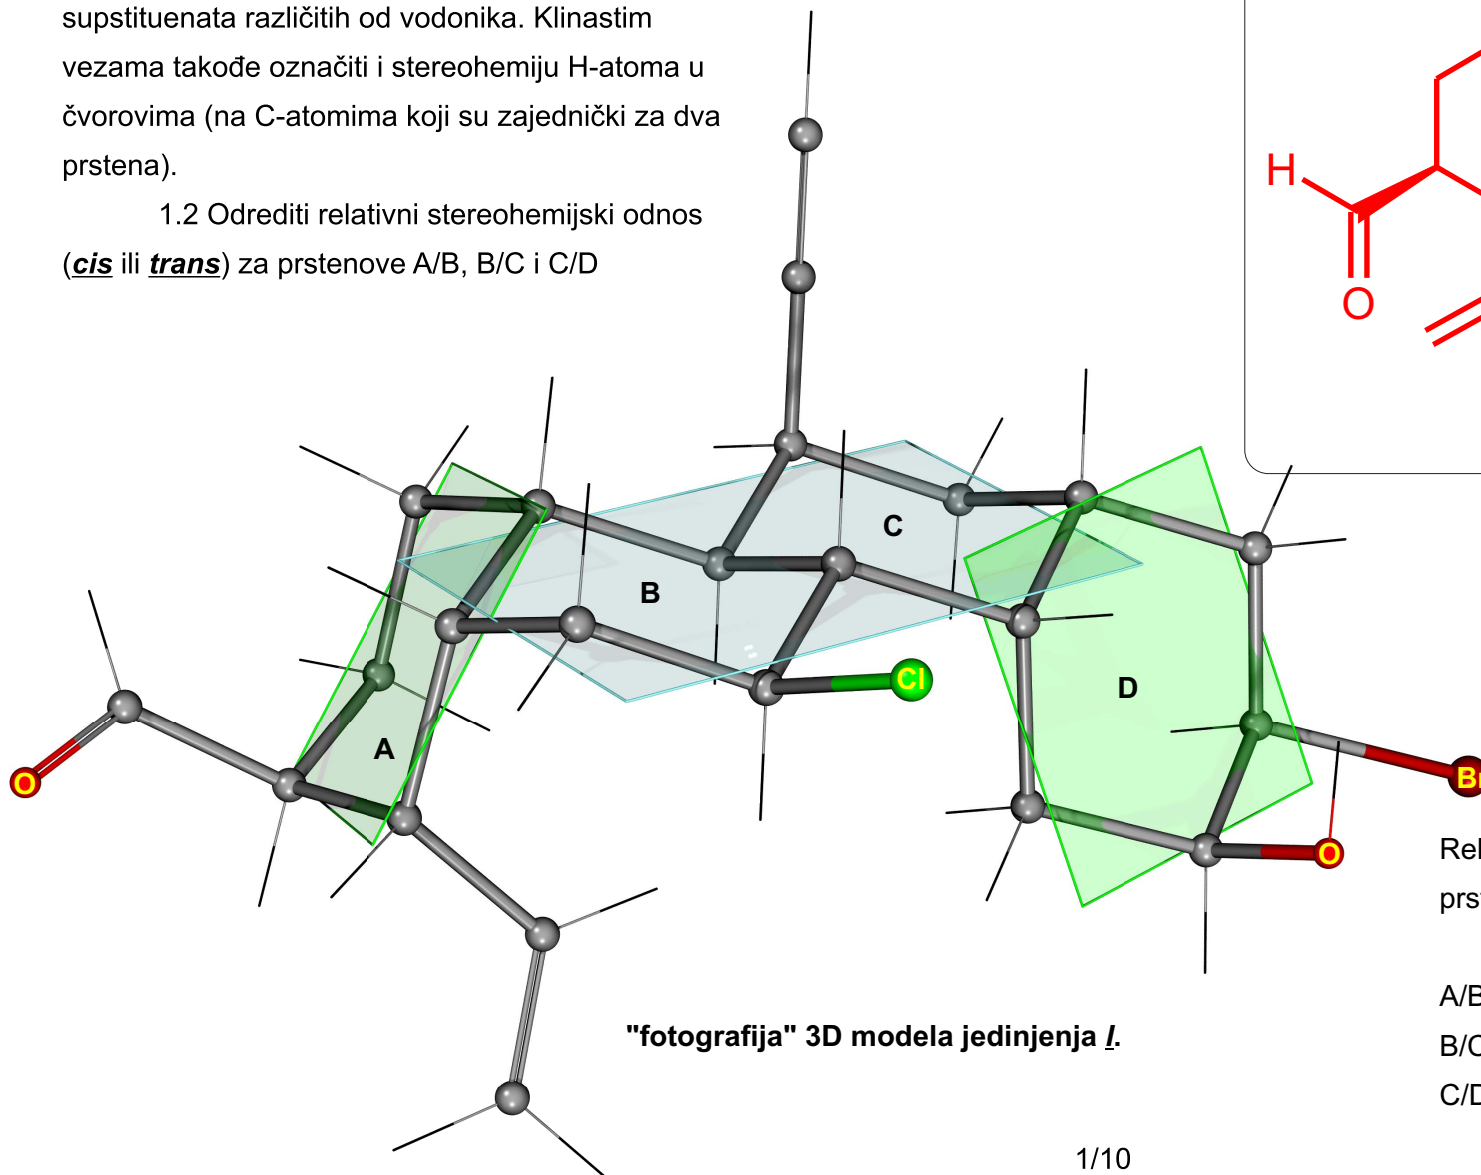 supstituenata različitih od vodonika. Klinastim
vezama takođe označiti i stereohemiju H-atoma u
čvorovima (na C-atomima koji su zajednički za dva
prstena).
1.2 Odrediti relativni stereohemijski odnos
(cis ili trans) za prstenove A/B, B/C i C/D
H
O
C
B
Cl
D
A
O
Br
O
A/B
B/C
C/D
"fotografija" 3D modela jedinjenja I.
1/10